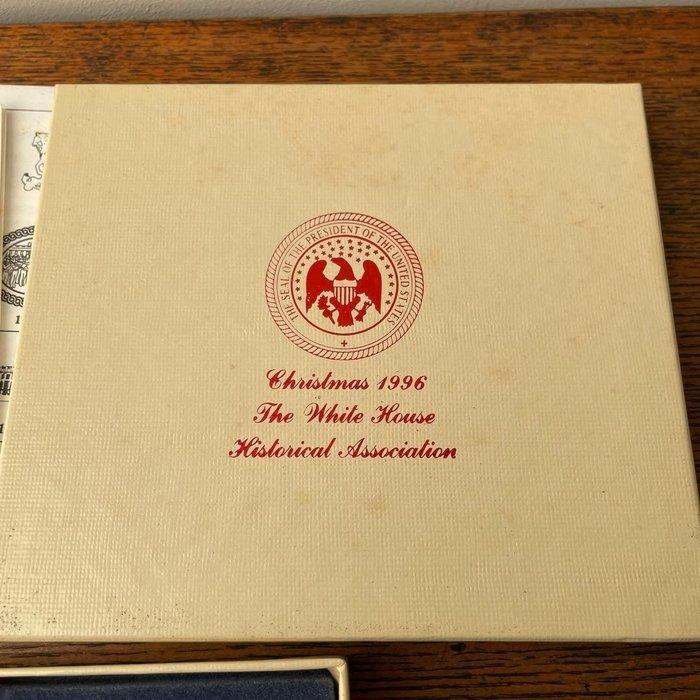 THE SEAL OF THE PRESIDENT OF THE UNITED STATES
Christmas 1996
The White House
Historical Association